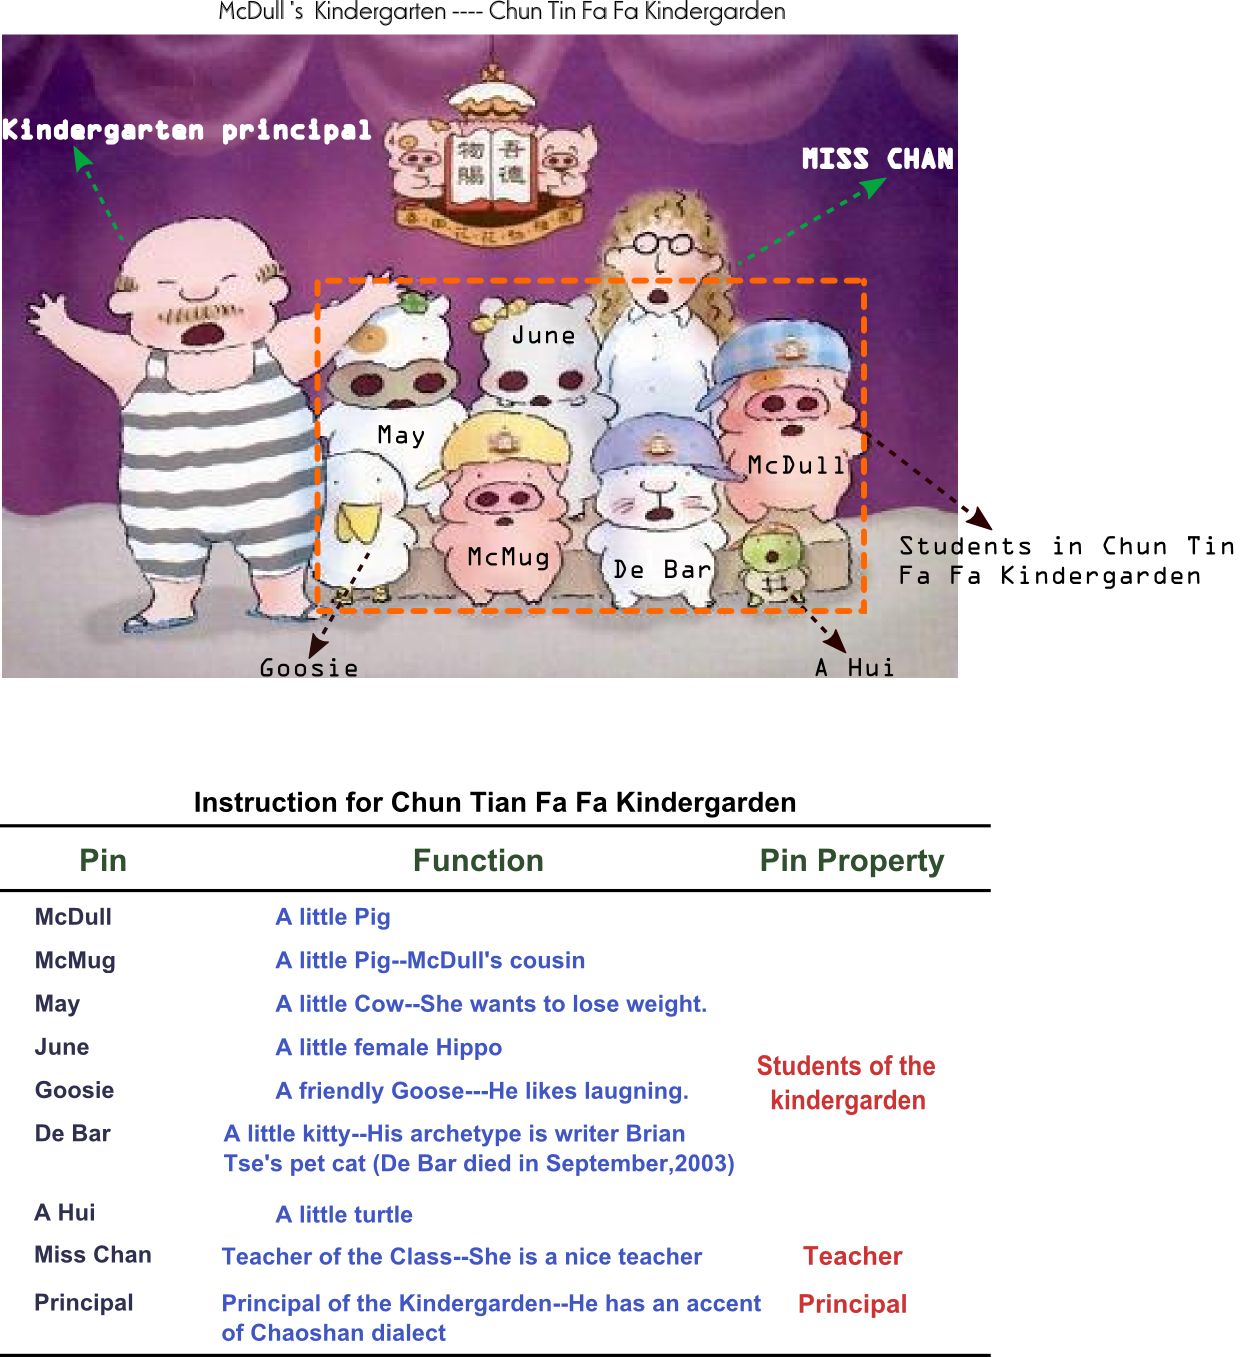 McDull 's Kindergarten ---- Chun Tin Fa Fa Kindergarden
Kindergarten principal
MISS CHAN
吾德
物賜
June
May
McDull
McMug
De Bar
Students in Chun Tin
Fa Fa Kindergarden
Goosie
A Hui
Instruction for Chun Tian Fa Fa Kindergarden
Pin Function Pin Property
McDull A little Pig
McMug A little Pig--McDull's cousin
May A little Cow--She wants to lose weight.
June A little female Hippo
Students of the
kindergarden
Goosie A friendly Goose---He likes laugning.
De Bar A little kitty--His archetype is writer Brian
Tse's pet cat (De Bar died in September,2003)
A Hui A little turtle
Miss Chan Teacher of the Class--She is a nice teacher Teacher
Principal Principal of the Kindergarden--He has an accent Principal
of Chaoshan dialect